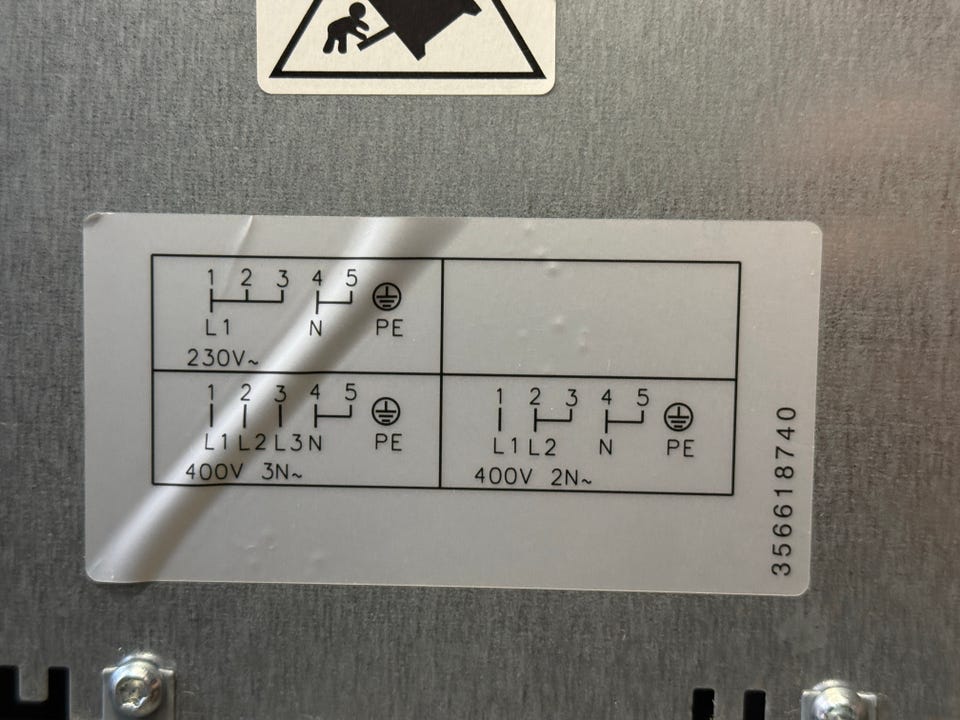 1 2 3 4 5
L1 N PE
230V~
1 2 3 4 5
L1 L2 L3 N PE
400V 3N~
1 2 3 4 5
L1 L2 N PE
400V 2N~
356618740